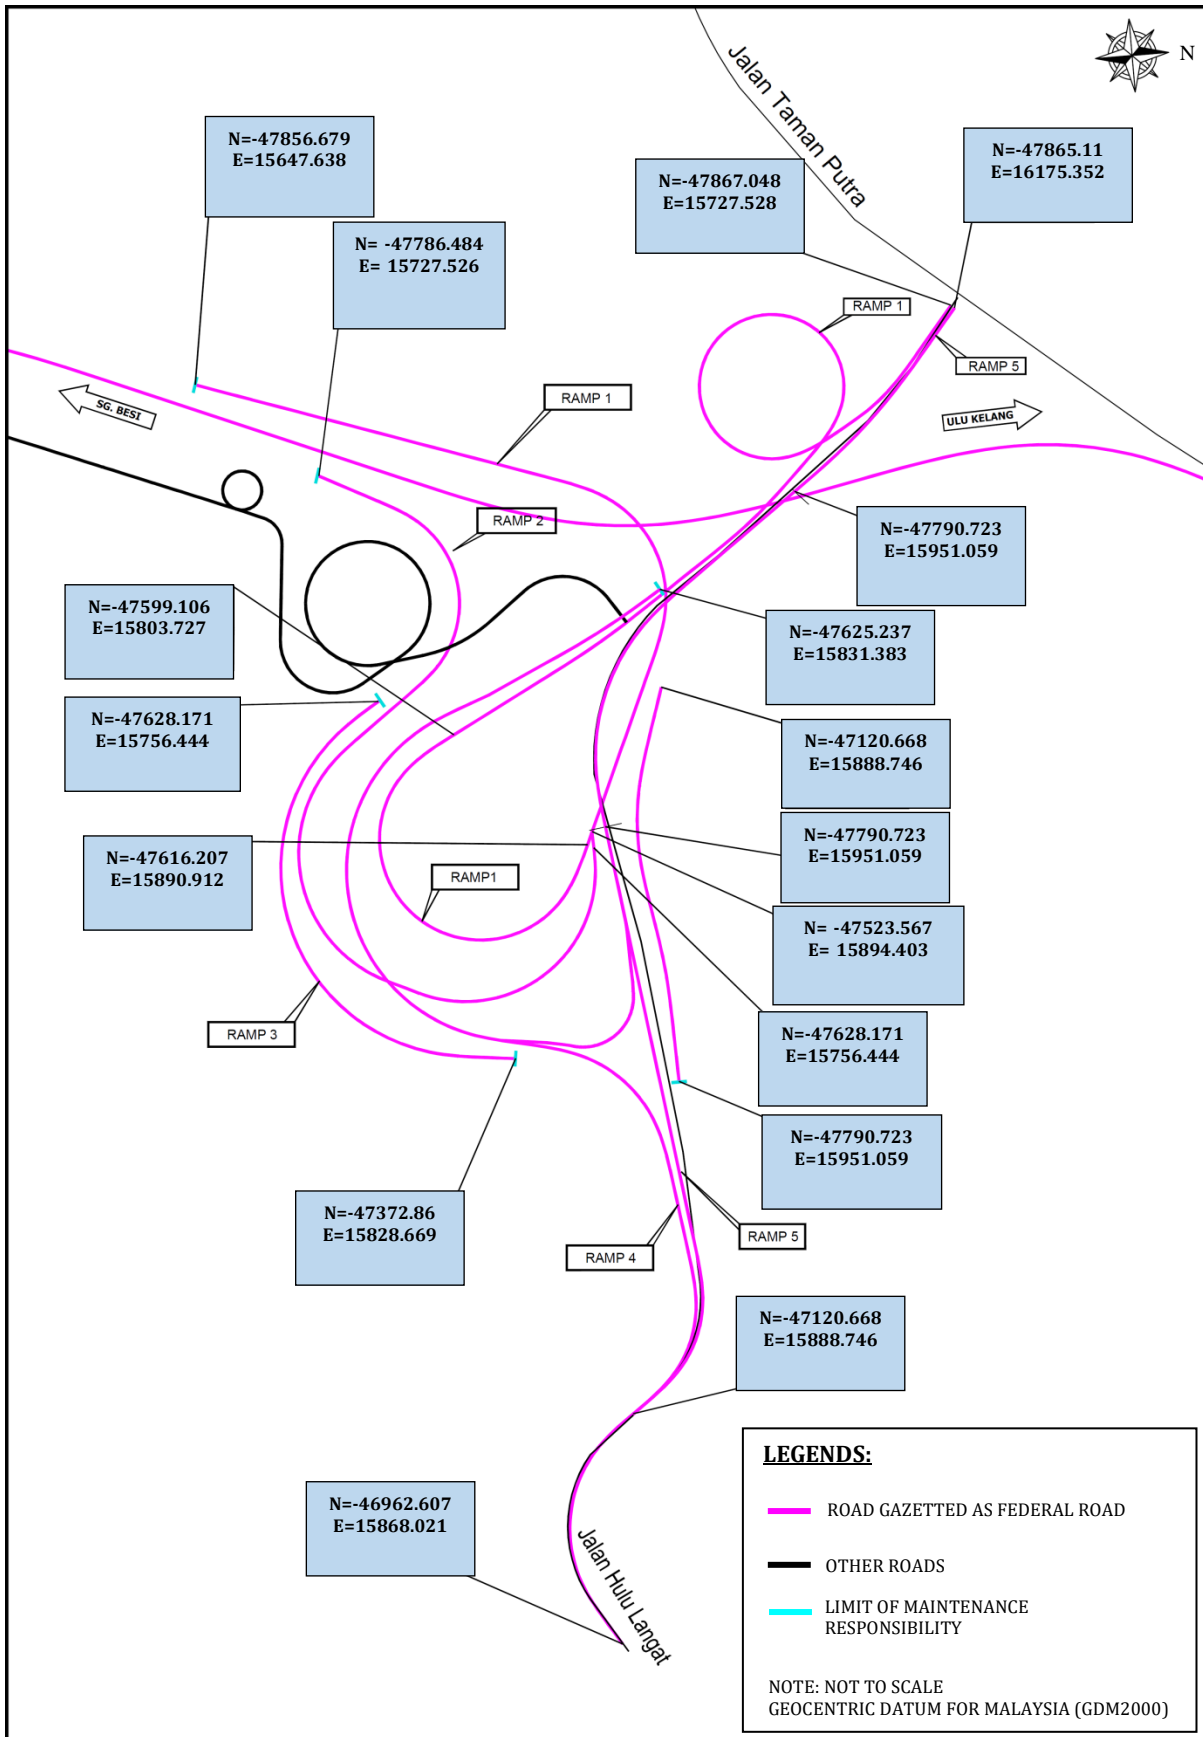 N
Jalan Taman Putra
N=-47856.679
E=15647.638
N=-47865.11
E=16175.352
N=-47867.048
E=15727.528
N= -47786.484
E= 15727.526
RAMP 1
RAMP 5
RAMP 1
SG. BESI
ULU KELANG
RAMP 2
N=-47790.723
E=15951.059
N=-47599.106
E=15803.727
N=-47625.237
E=15831.383
N=-47628.171
E=15756.444
N=-47120.668
E=15888.746
N=-47790.723
E=15951.059
N=-47616.207
E=15890.912
RAMP1
N= -47523.567
E= 15894.403
RAMP 3
N=-47628.171
E=15756.444
N=-47790.723
E=15951.059
N=-47372.86
E=15828.669
RAMP 5
RAMP 4
N=-47120.668
E=15888.746
N=-46962.607
E=15868.021
Jalan Hulu Langat
LEGENDS:
ROAD GAZETTED AS FEDERAL ROAD
OTHER ROADS
LIMIT OF MAINTENANCE
RESPONSIBILITY
NOTE: NOT TO SCALE
GEOCENTRIC DATUM FOR MALAYSIA (GDM2000)